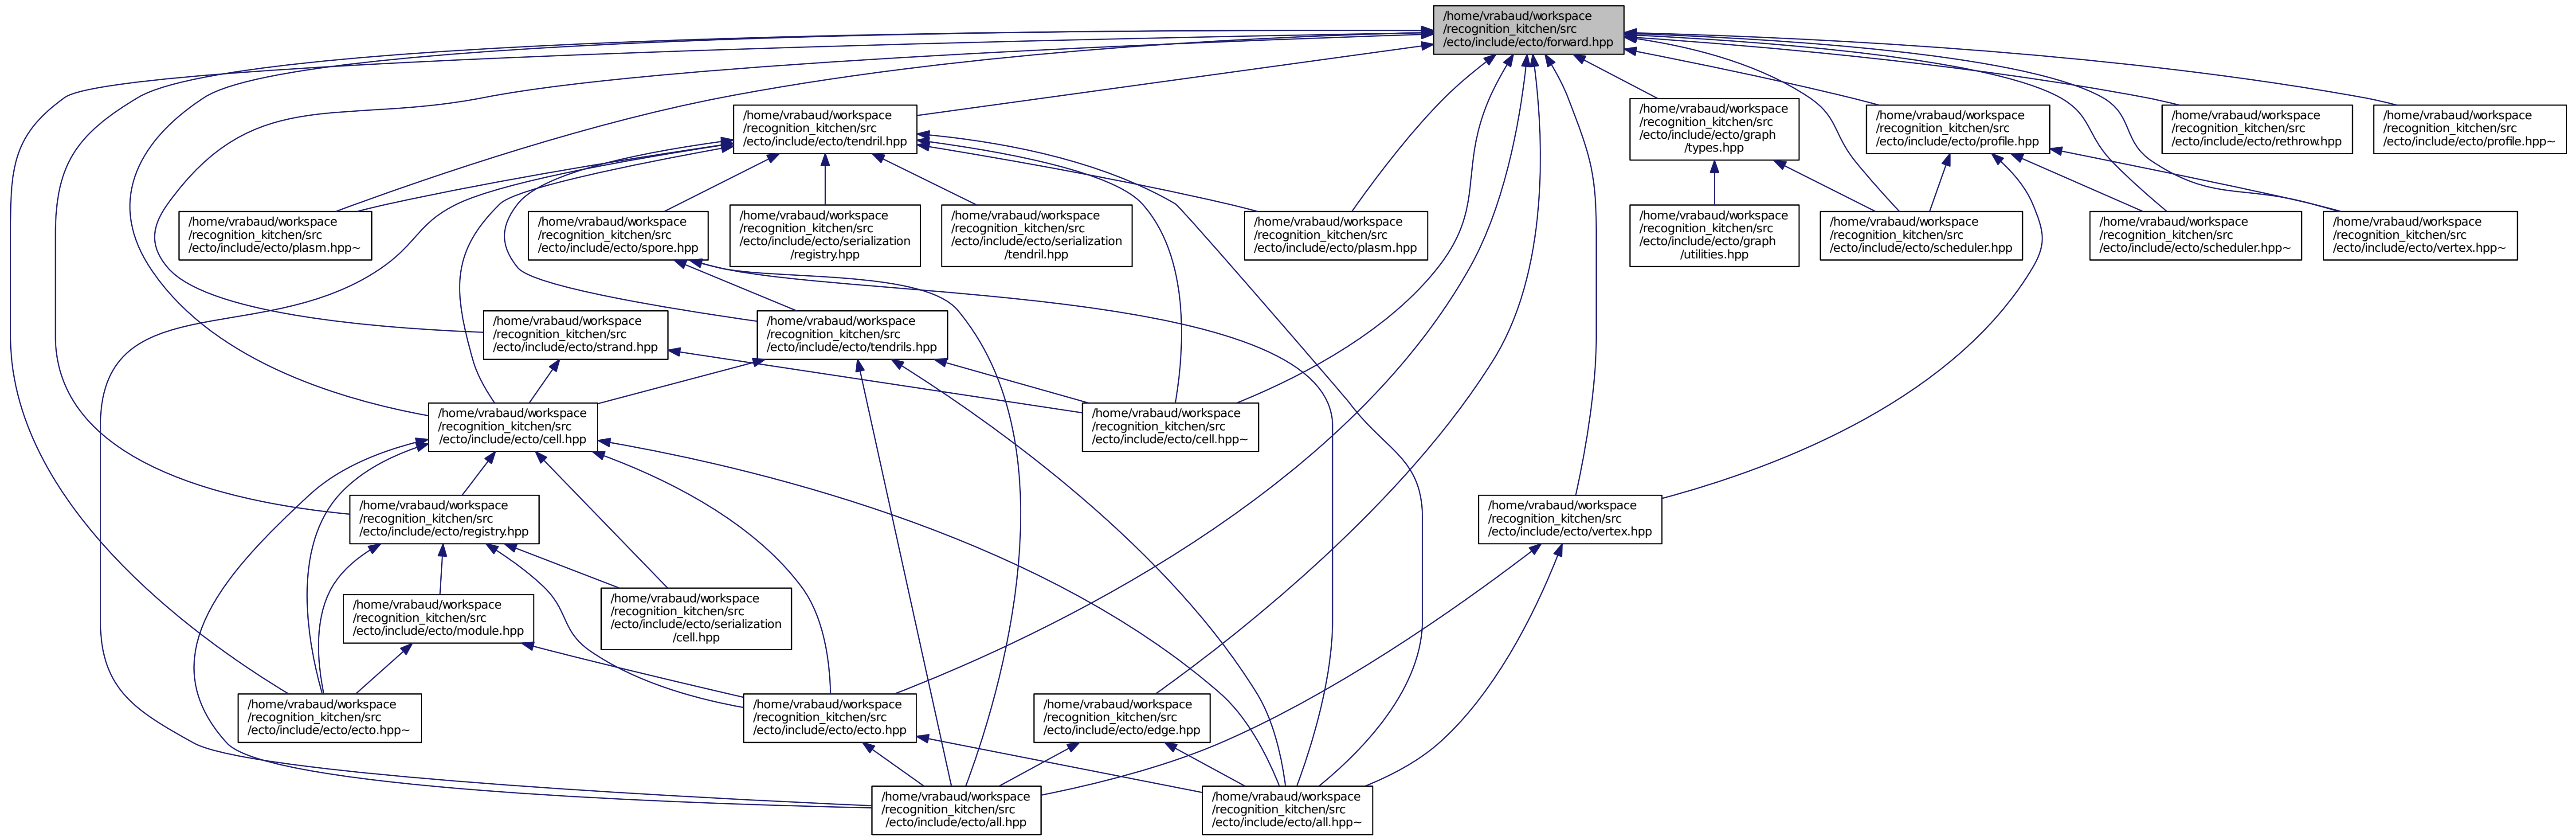 /home/vrabaud/workspace
/recognition_kitchen/src
/ecto/include/ecto/forward.hpp
/home/vrabaud/workspace
/recognition_kitchen/src
/ecto/include/ecto/tendril.hpp
/home/vrabaud/workspace
/recognition_kitchen/src
/ecto/include/ecto/graph
/types.hpp
/home/vrabaud/workspace
/recognition_kitchen/src
/ecto/include/ecto/profile.hpp
/home/vrabaud/workspace
/recognition_kitchen/src
/ecto/include/ecto/rethrow.hpp
/home/vrabaud/workspace
/recognition_kitchen/src
/ecto/include/ecto/profile.hpp~
/home/vrabaud/workspace
/recognition_kitchen/src
/ecto/include/ecto/plasm.hpp~
/home/vrabaud/workspace
/recognition_kitchen/src
/ecto/include/ecto/spore.hpp
/home/vrabaud/workspace
/recognition_kitchen/src
/ecto/include/ecto/serialization
/registry.hpp
/home/vrabaud/workspace
/recognition_kitchen/src
/ecto/include/ecto/serialization
/tendril.hpp
/home/vrabaud/workspace
/recognition_kitchen/src
/ecto/include/ecto/plasm.hpp
/home/vrabaud/workspace
/recognition_kitchen/src
/ecto/include/ecto/graph
/utilities.hpp
/home/vrabaud/workspace
/recognition_kitchen/src
/ecto/include/ecto/scheduler.hpp
/home/vrabaud/workspace
/recognition_kitchen/src
/ecto/include/ecto/scheduler.hpp~
/home/vrabaud/workspace
/recognition_kitchen/src
/ecto/include/ecto/vertex.hpp~
/home/vrabaud/workspace
/recognition_kitchen/src
/ecto/include/ecto/strand.hpp
/home/vrabaud/workspace
/recognition_kitchen/src
/ecto/include/ecto/tendrils.hpp
/home/vrabaud/workspace
/recognition_kitchen/src
/ecto/include/ecto/cell.hpp
/home/vrabaud/workspace
/recognition_kitchen/src
/ecto/include/ecto/cell.hpp~
/home/vrabaud/workspace
/recognition_kitchen/src
/ecto/include/ecto/registry.hpp
/home/vrabaud/workspace
/recognition_kitchen/src
/ecto/include/ecto/vertex.hpp
/home/vrabaud/workspace
/recognition_kitchen/src
/ecto/include/ecto/module.hpp
/home/vrabaud/workspace
/recognition_kitchen/src
/ecto/include/ecto/serialization
/cell.hpp
/home/vrabaud/workspace
/recognition_kitchen/src
/ecto/include/ecto/ecto.hpp~
/home/vrabaud/workspace
/recognition_kitchen/src
/ecto/include/ecto/ecto.hpp
/home/vrabaud/workspace
/recognition_kitchen/src
/ecto/include/ecto/edge.hpp
/home/vrabaud/workspace
/recognition_kitchen/src
/ecto/include/ecto/all.hpp
/home/vrabaud/workspace
/recognition_kitchen/src
/ecto/include/ecto/all.hpp~